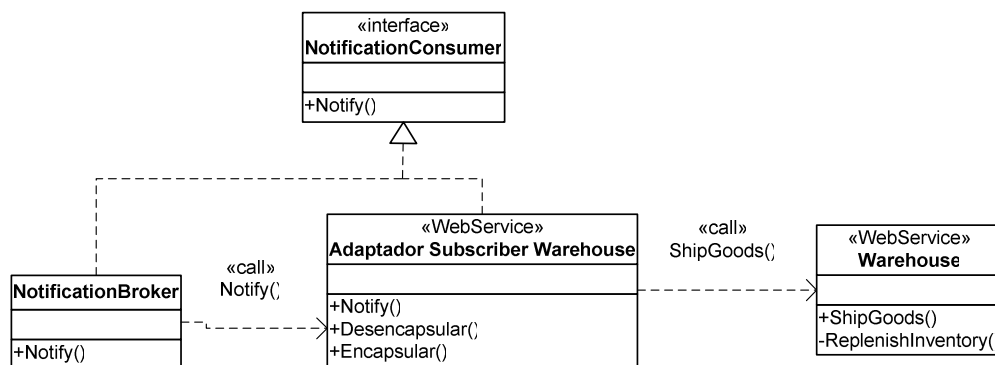 «interface»
NotificationConsumer
+Notify()
«WebService»
Adaptador Subscriber Warehouse
+Notify()
+Desencapsular()
+Encapsular()
«call»
ShipGoods()
«WebService»
Warehouse
+ShipGoods()
-ReplenishInventory(
NotificationBroker
+Notify()
«call»
Notify()